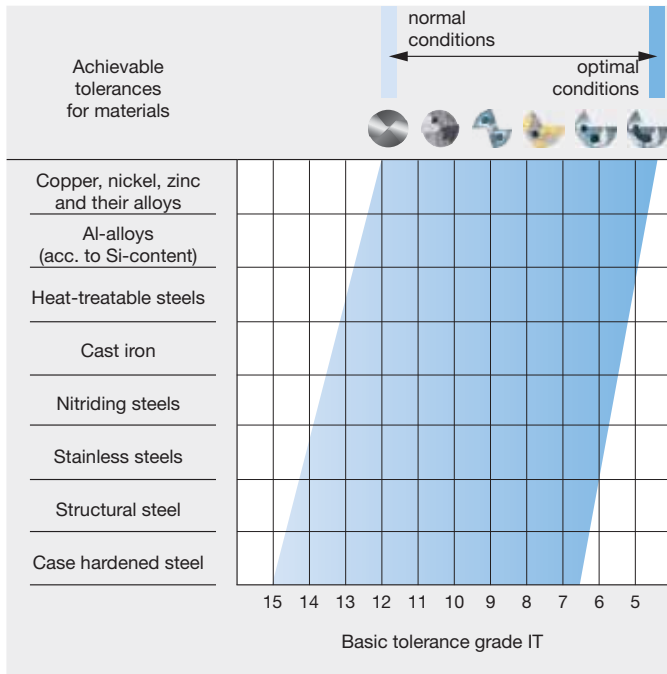 Achievable
tolerances
for materials
normal
conditions
optimal
conditions
Copper, nickel, zinc
and their alloys
Al-alloys
(acc. to Si-content)
Heat-treatable steels
Cast iron
Nitriding steels
Stainless steels
Structural steel
Case hardened steel
15 14 13 12 11 10 9 8 7 6 5
Basic tolerance grade IT